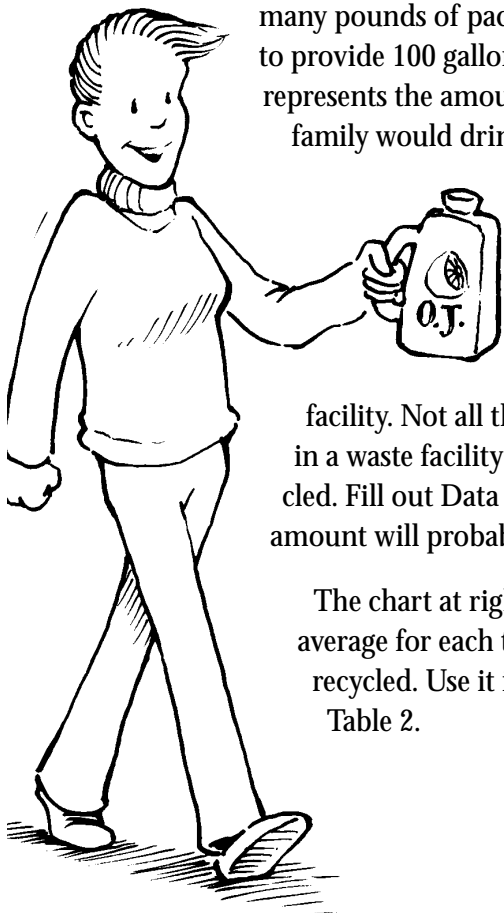 many pounds of pac
to provide 100 gallo
represents the amou
family would drin
O.J.
facility. Not all th
in a waste facility
cled. Fill out Data
amount will probab
The chart at rig
average for each t
recycled. Use it
Table 2.